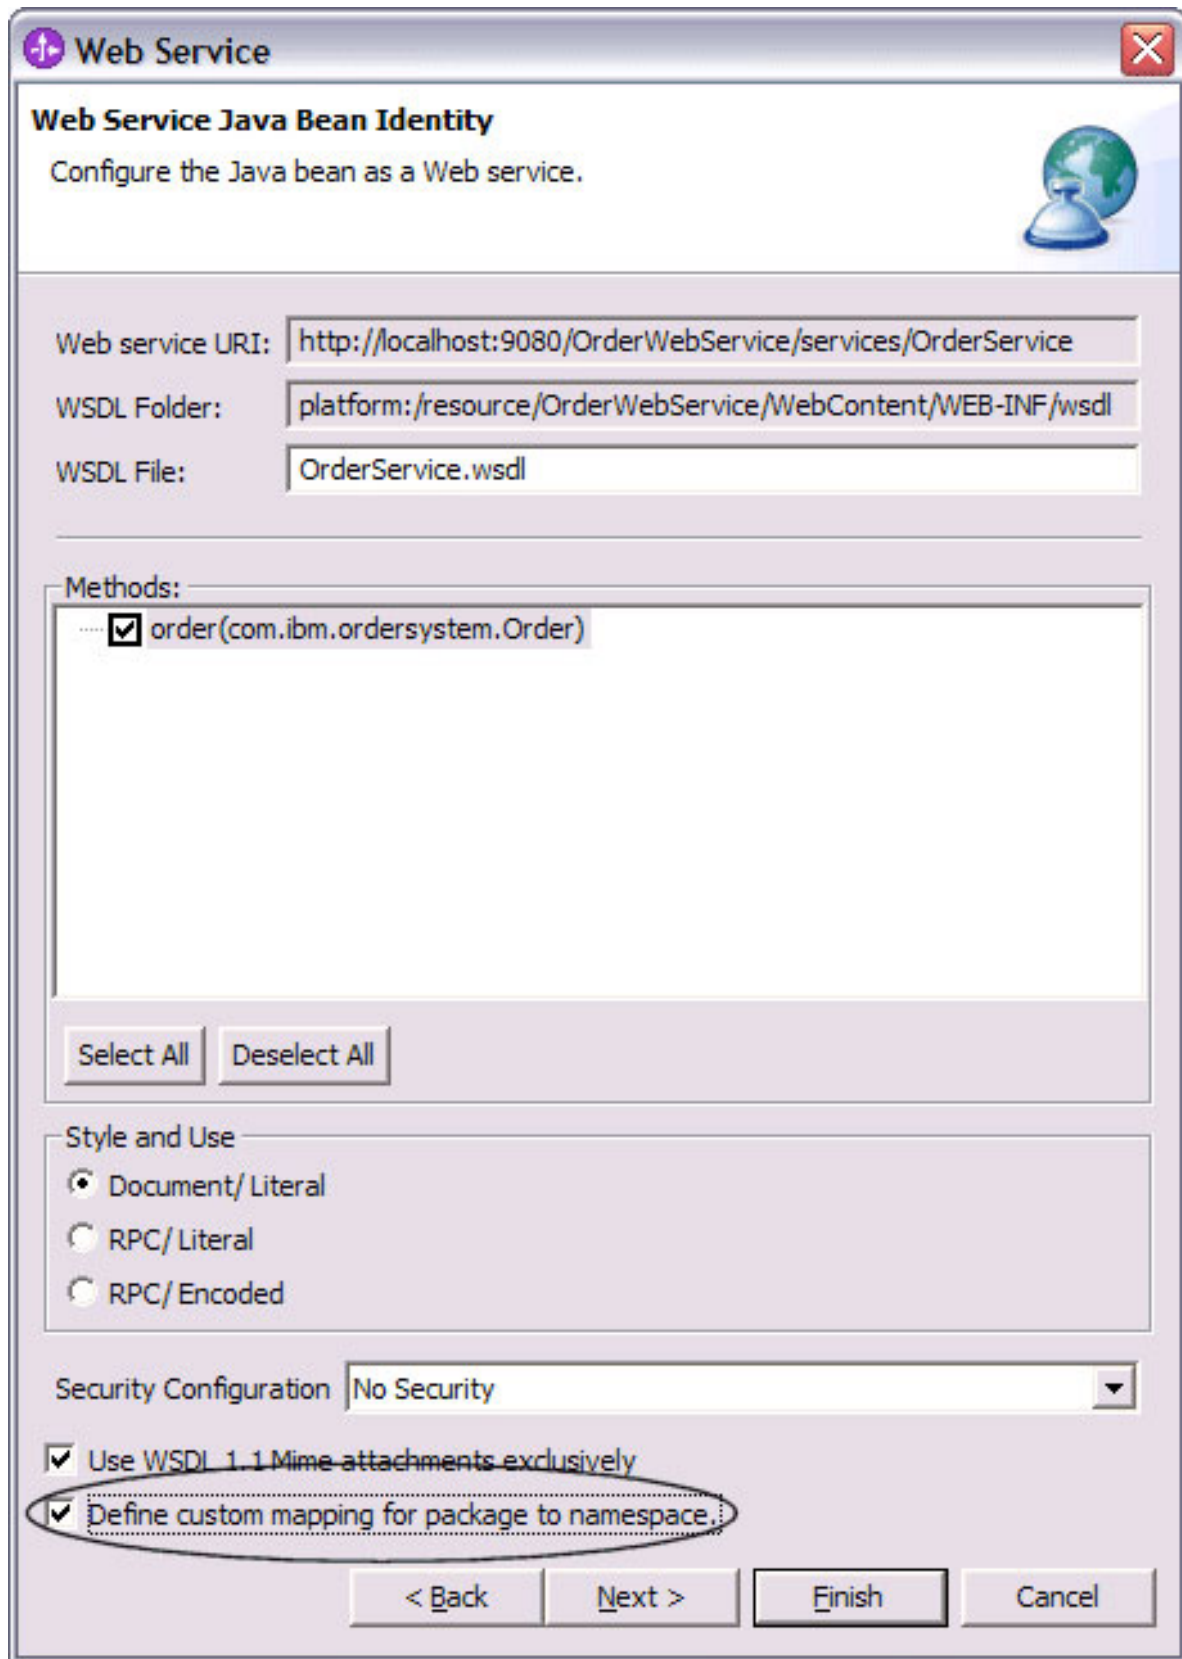 Web Service
Web Service Java Bean Identity
Configure the Java bean as a Web service.
Web service URI: http://localhost:9080/OrderWebService/services/OrderService
WSDL Folder: platform:/resource/OrderWebService/WebContent/WEB-INF/wsdl
WSDL File: OrderService.wsdl
Methods:
order(com.ibm.ordersystem.Order)
Select All Deselect All
Style and Use
Document/ Literal
RPC/ Literal
RPC/ Encoded
Security Configuration No Security
Use WSDL 1.1 Mime attachments exclusively
Define custom mapping for package to namespace.
< Back Next > Finish Cancel